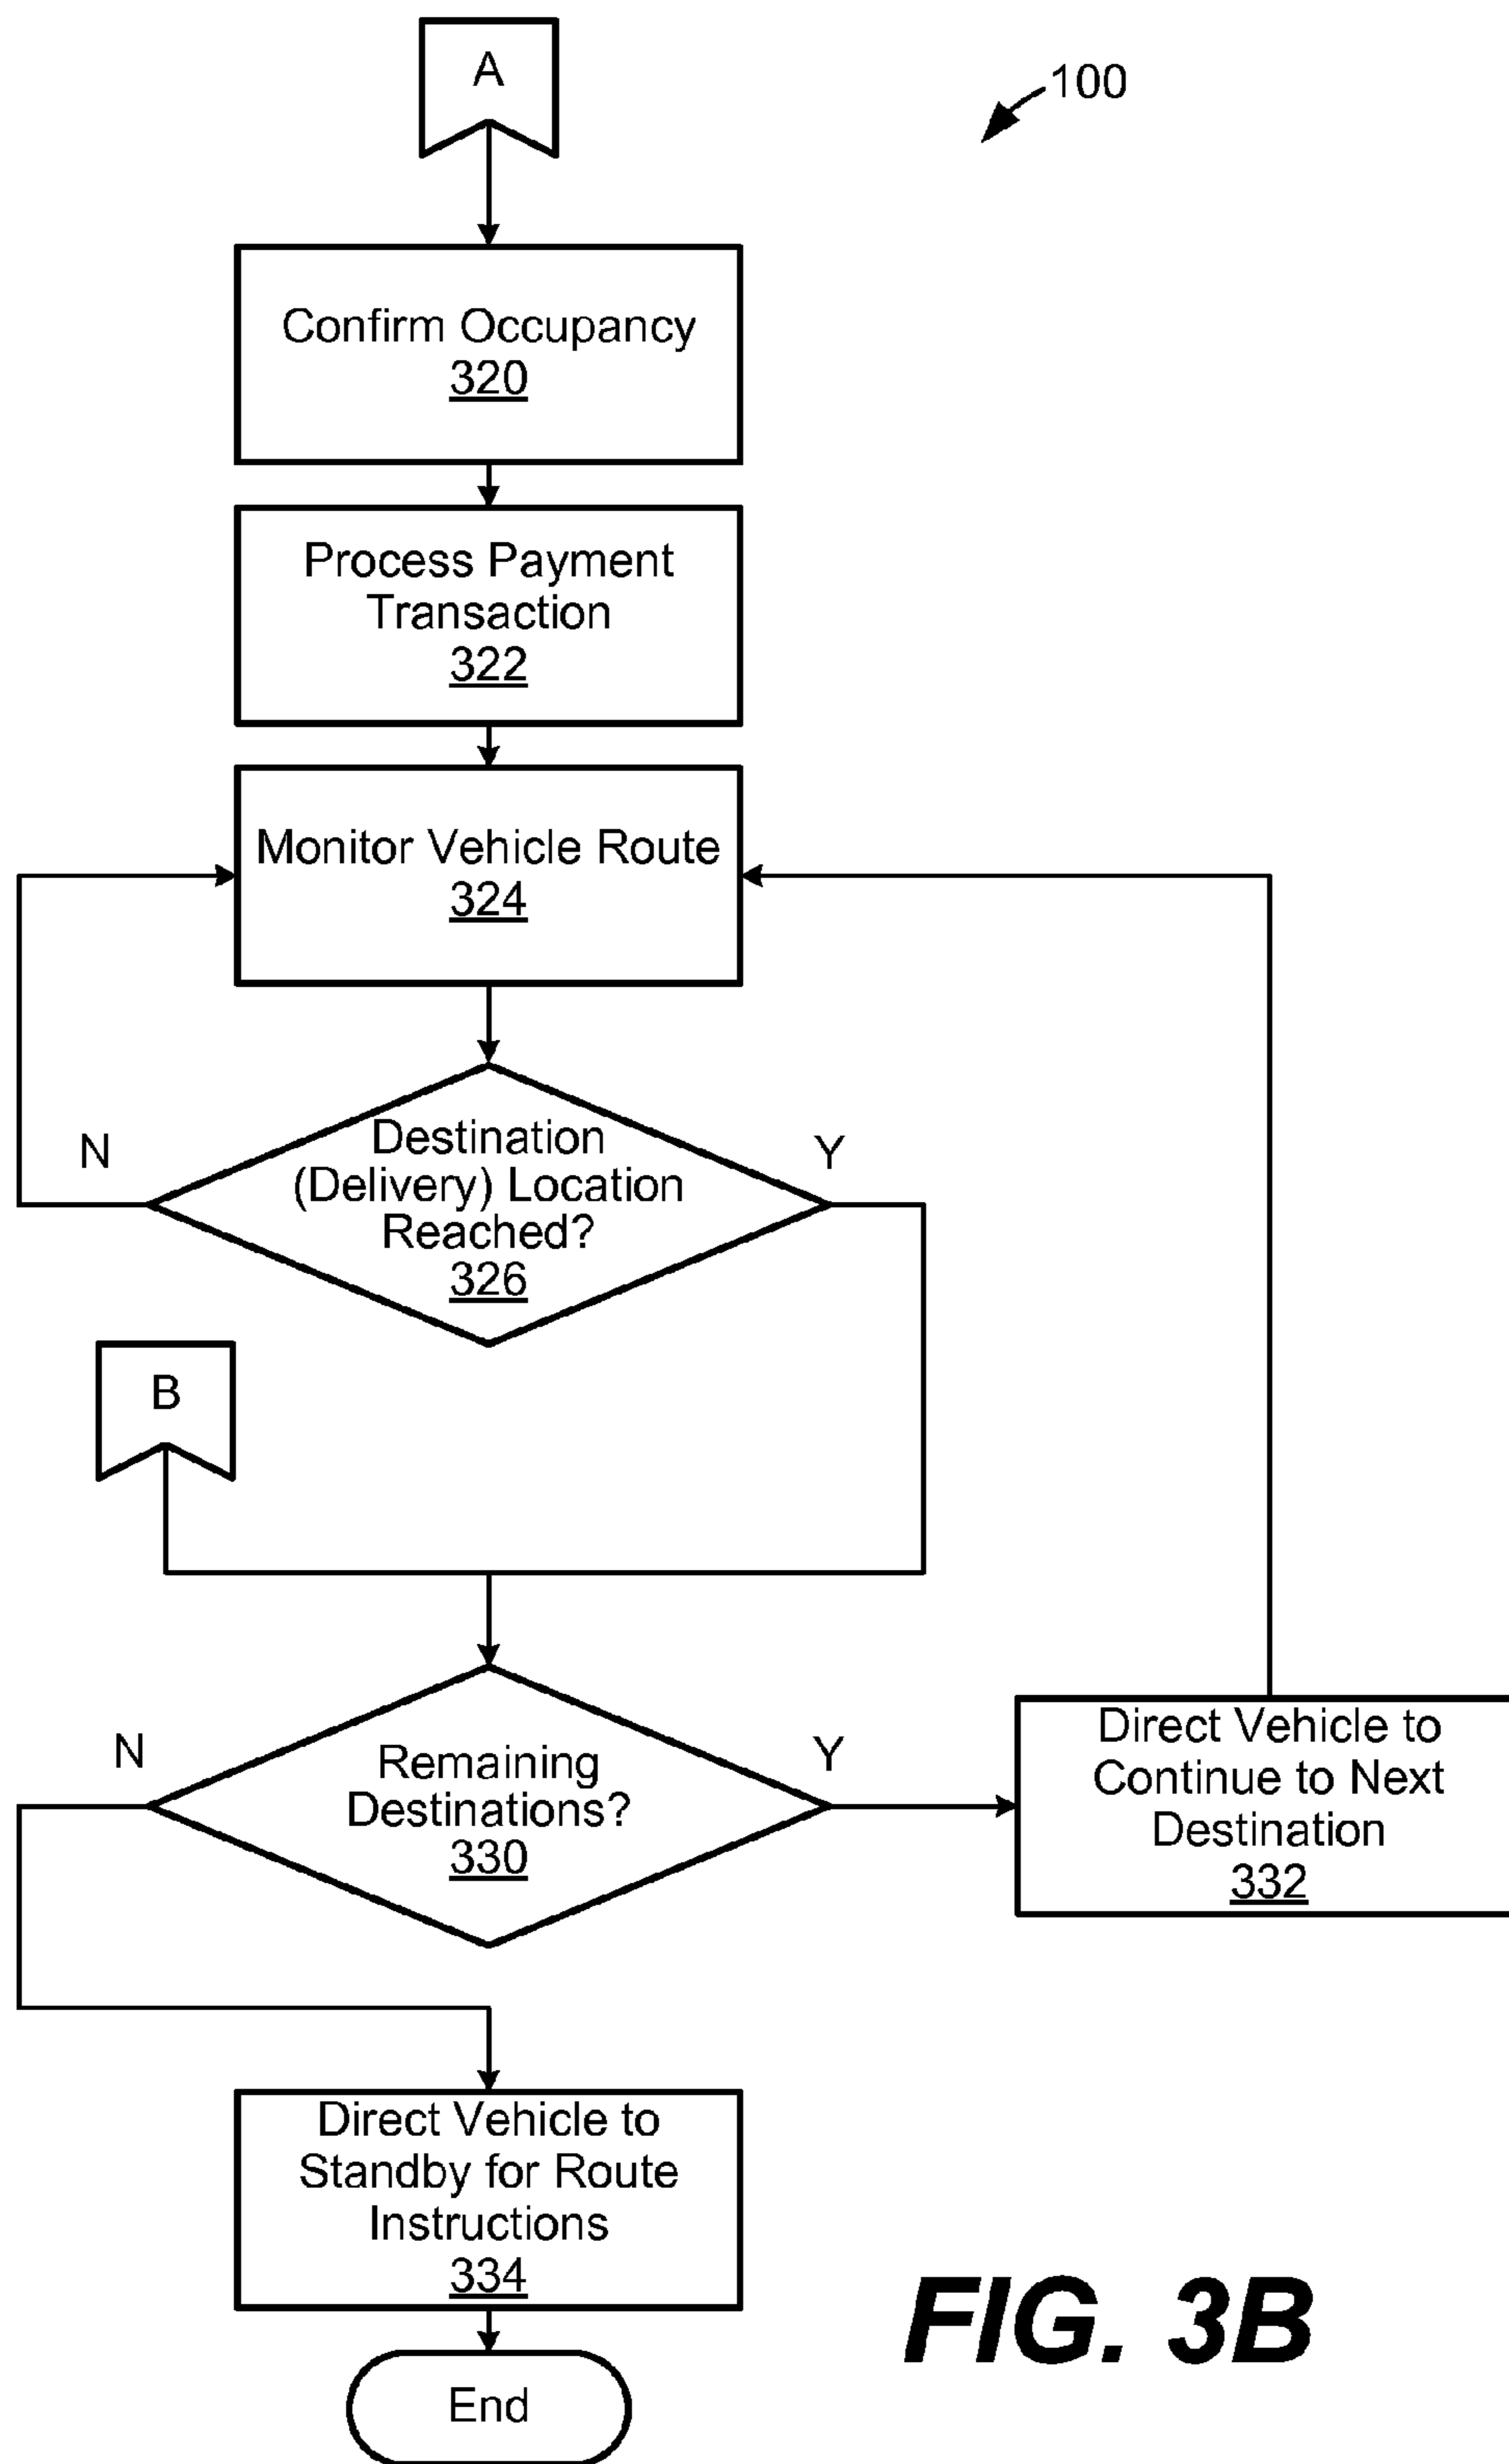 A
100
Confirm Occupancy
320
Process Payment
Transaction
322
Monitor Vehicle Route
324
N
Destination
(Delivery) Location
Reached?
326
Y
B
N
Remaining
Destinations?
330
Y
Direct Vehicle to
Continue to Next
Destination
332
Direct Vehicle to
Standby for Route
Instructions
334
End
FIG. 3B